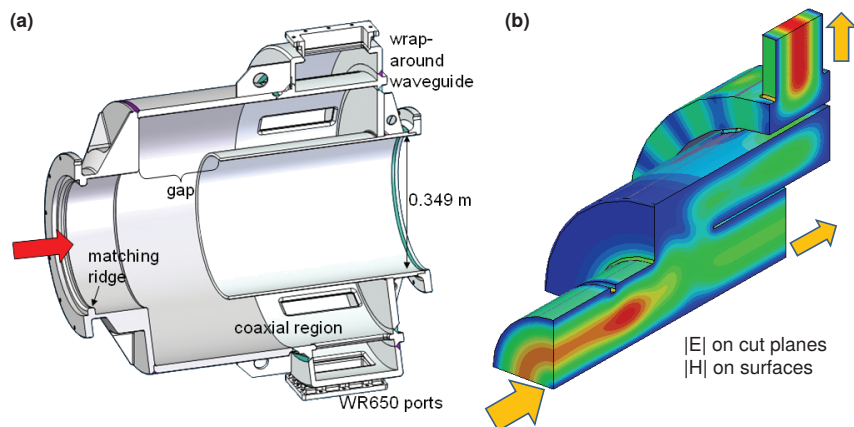 (a)
wrap-
around
waveguide
gap
0.349 m
matching
ridge
coaxial region
WR650 ports
(b)
|E| on cut planes
|H| on surfaces